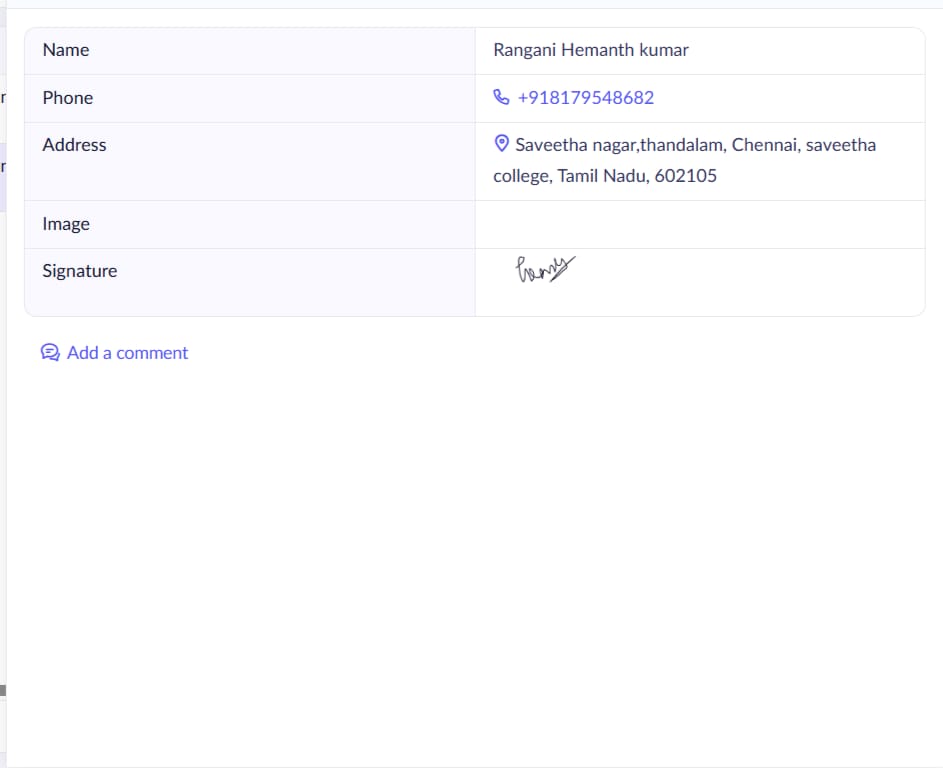 Name
Rangani Hemanth kumar
Phone
+918179548682
Address
Saveetha nagar,thandalam, Chennai, saveetha
college, Tamil Nadu, 602105
Image
Signature
Add a comment